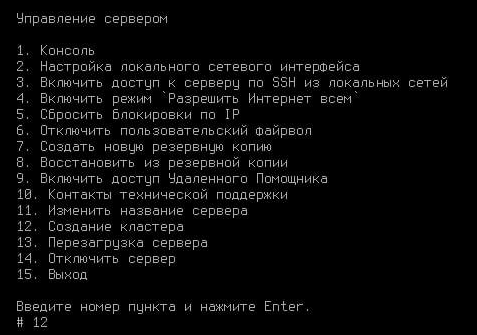 Управление сервером
1. Консоль
2. Настройка локального сетевого интерфейса
3. Включить доступ к серверу по SSH из локальных сетей
4. Включить режим `Разрешить Интернет всем`
5. Сбросить блокировки по IP
6. Отключить пользовательский файрвол
7. Создать новую резервную копию
8. Восстановить из резервной копии
9. Включить доступ Удаленного Помощника
10. Контакты технической поддержки
11. Изменить название сервера
12. Создание кластера
13. Перезагрузка сервера
14. Отключить сервер
15. Выход
Введите номер пункта и нажмите Enter.
# 12